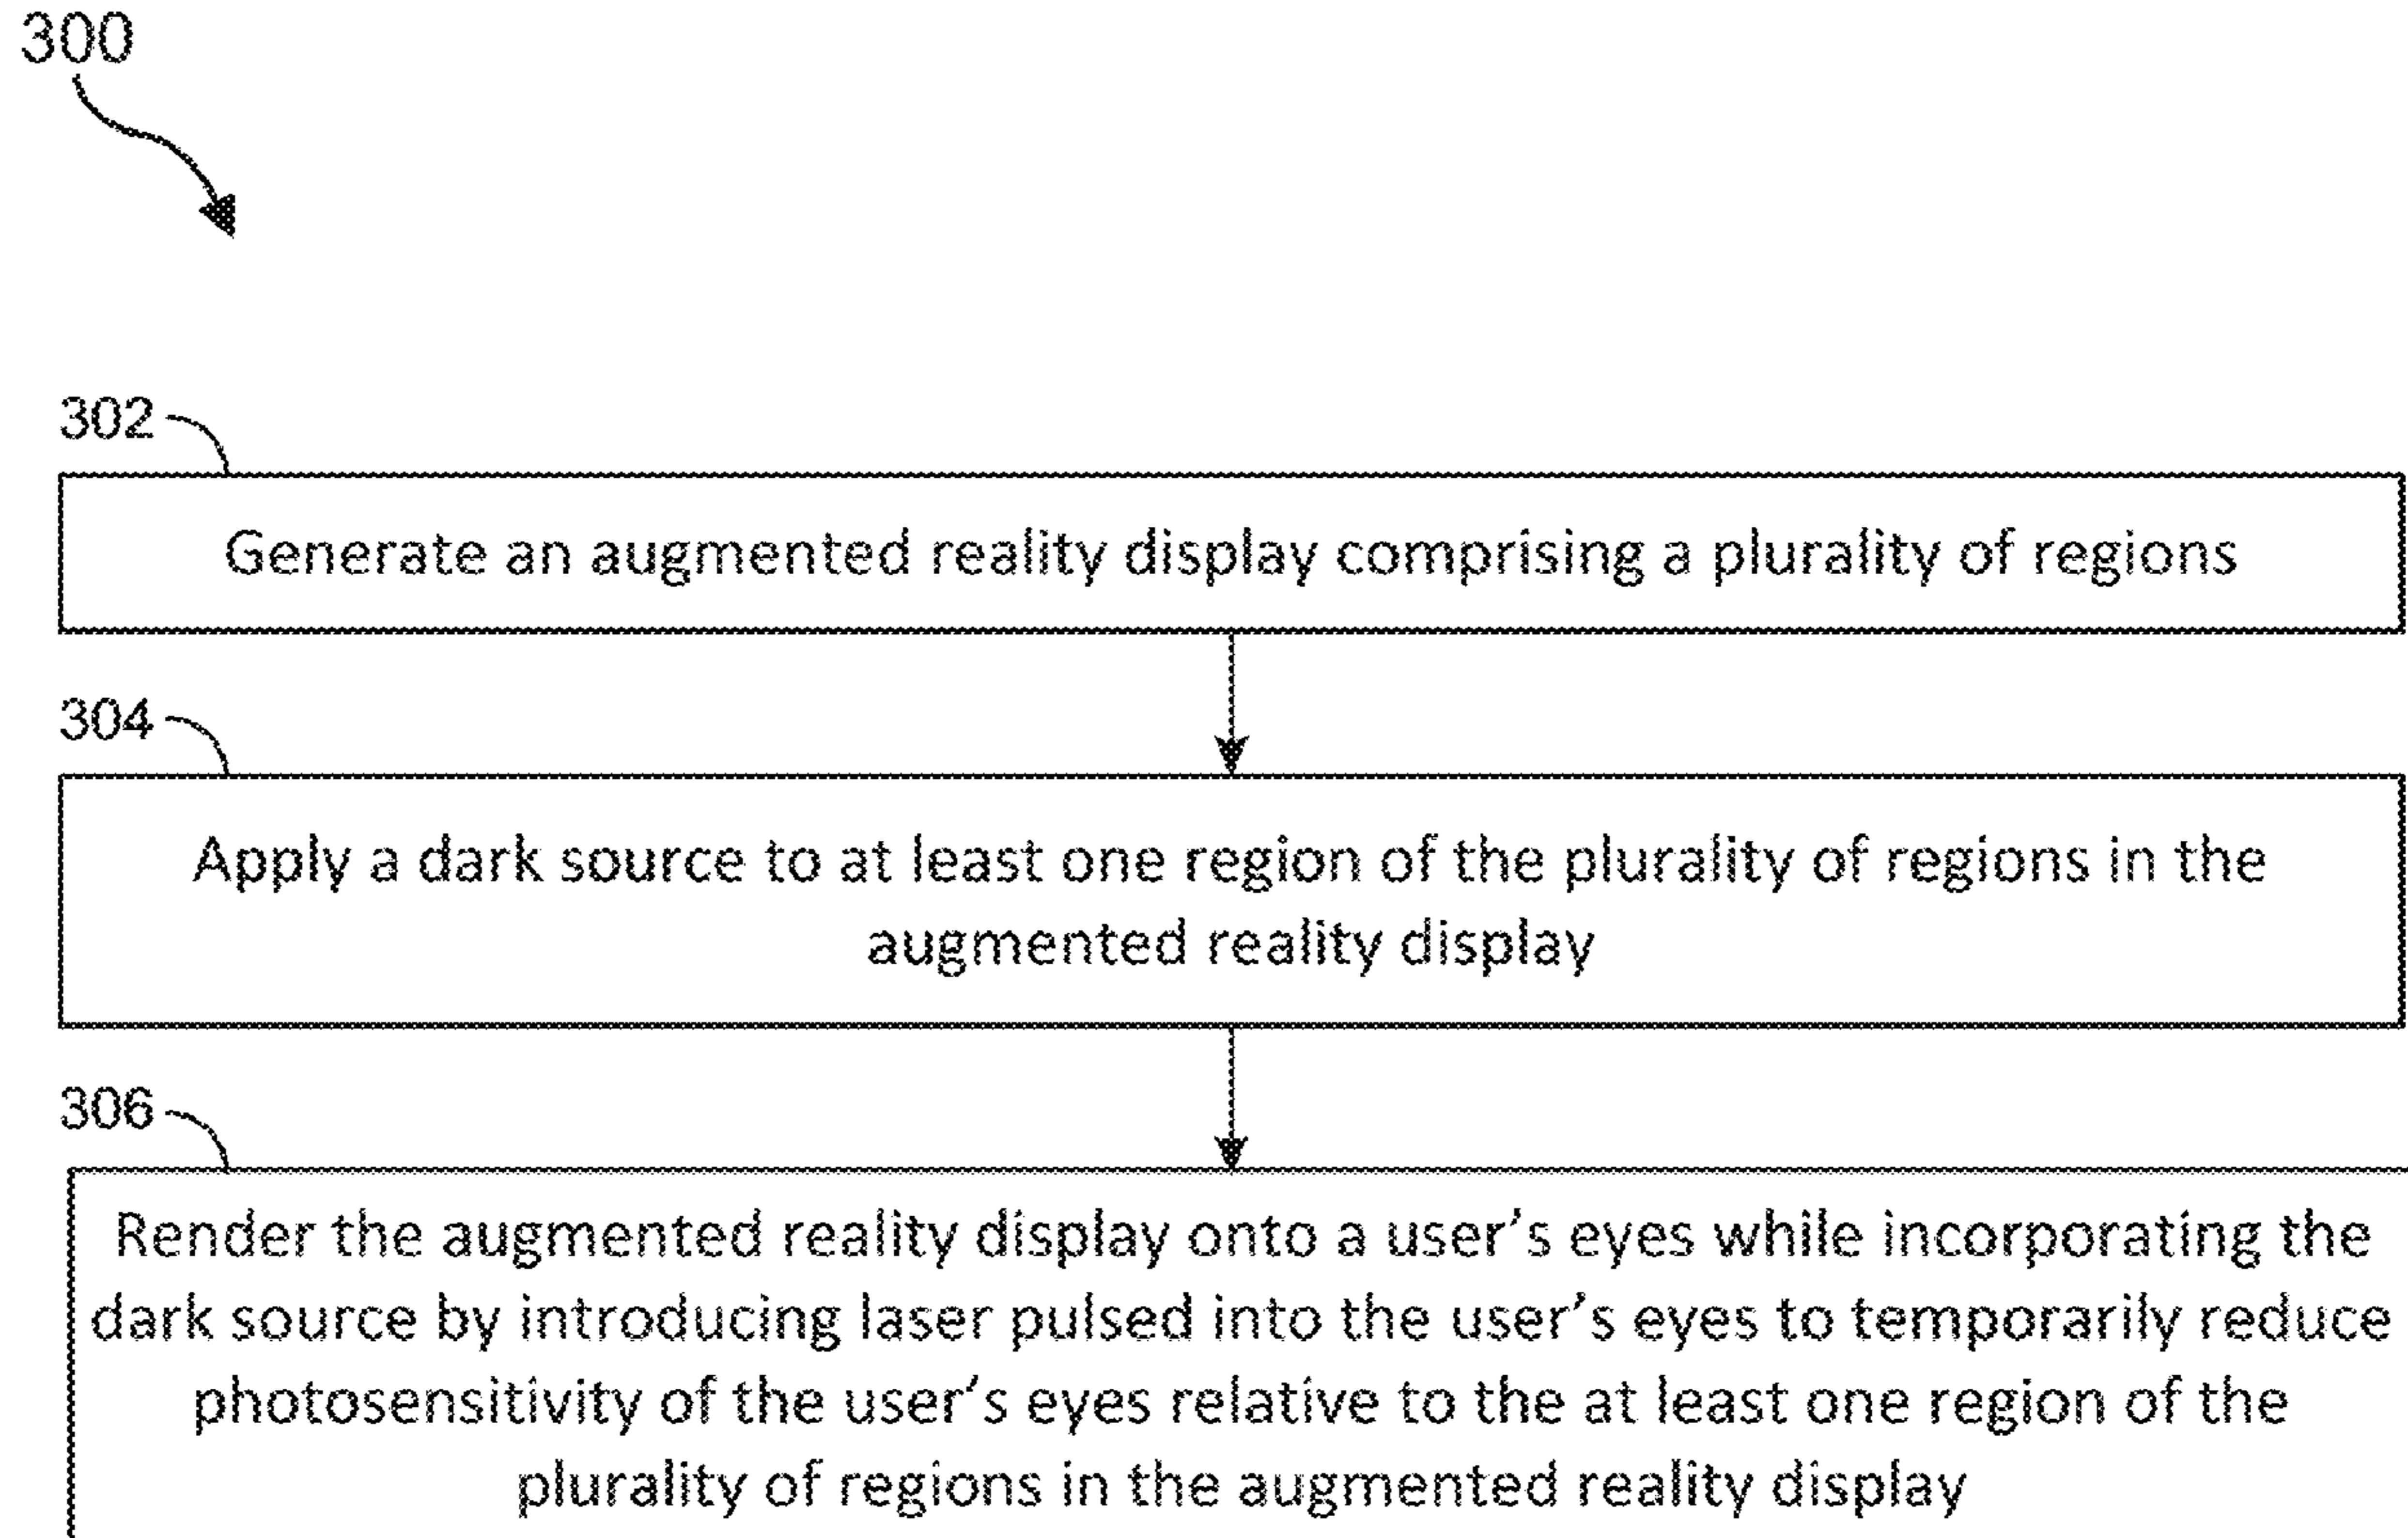 300
302
Generate an augmented reality display comprising a plurality of regions
304
Apply a dark source to at least one region of the plurality of regions in the
augmented reality display
306
Render the augmented reality display onto a user's eyes while incorporating the
dark source by introducing laser pulsed into the user's eyes to temporarily reduce
photosensitivity of the user's eyes relative to the at least one region of the
plurality of regions in the augmented reality display